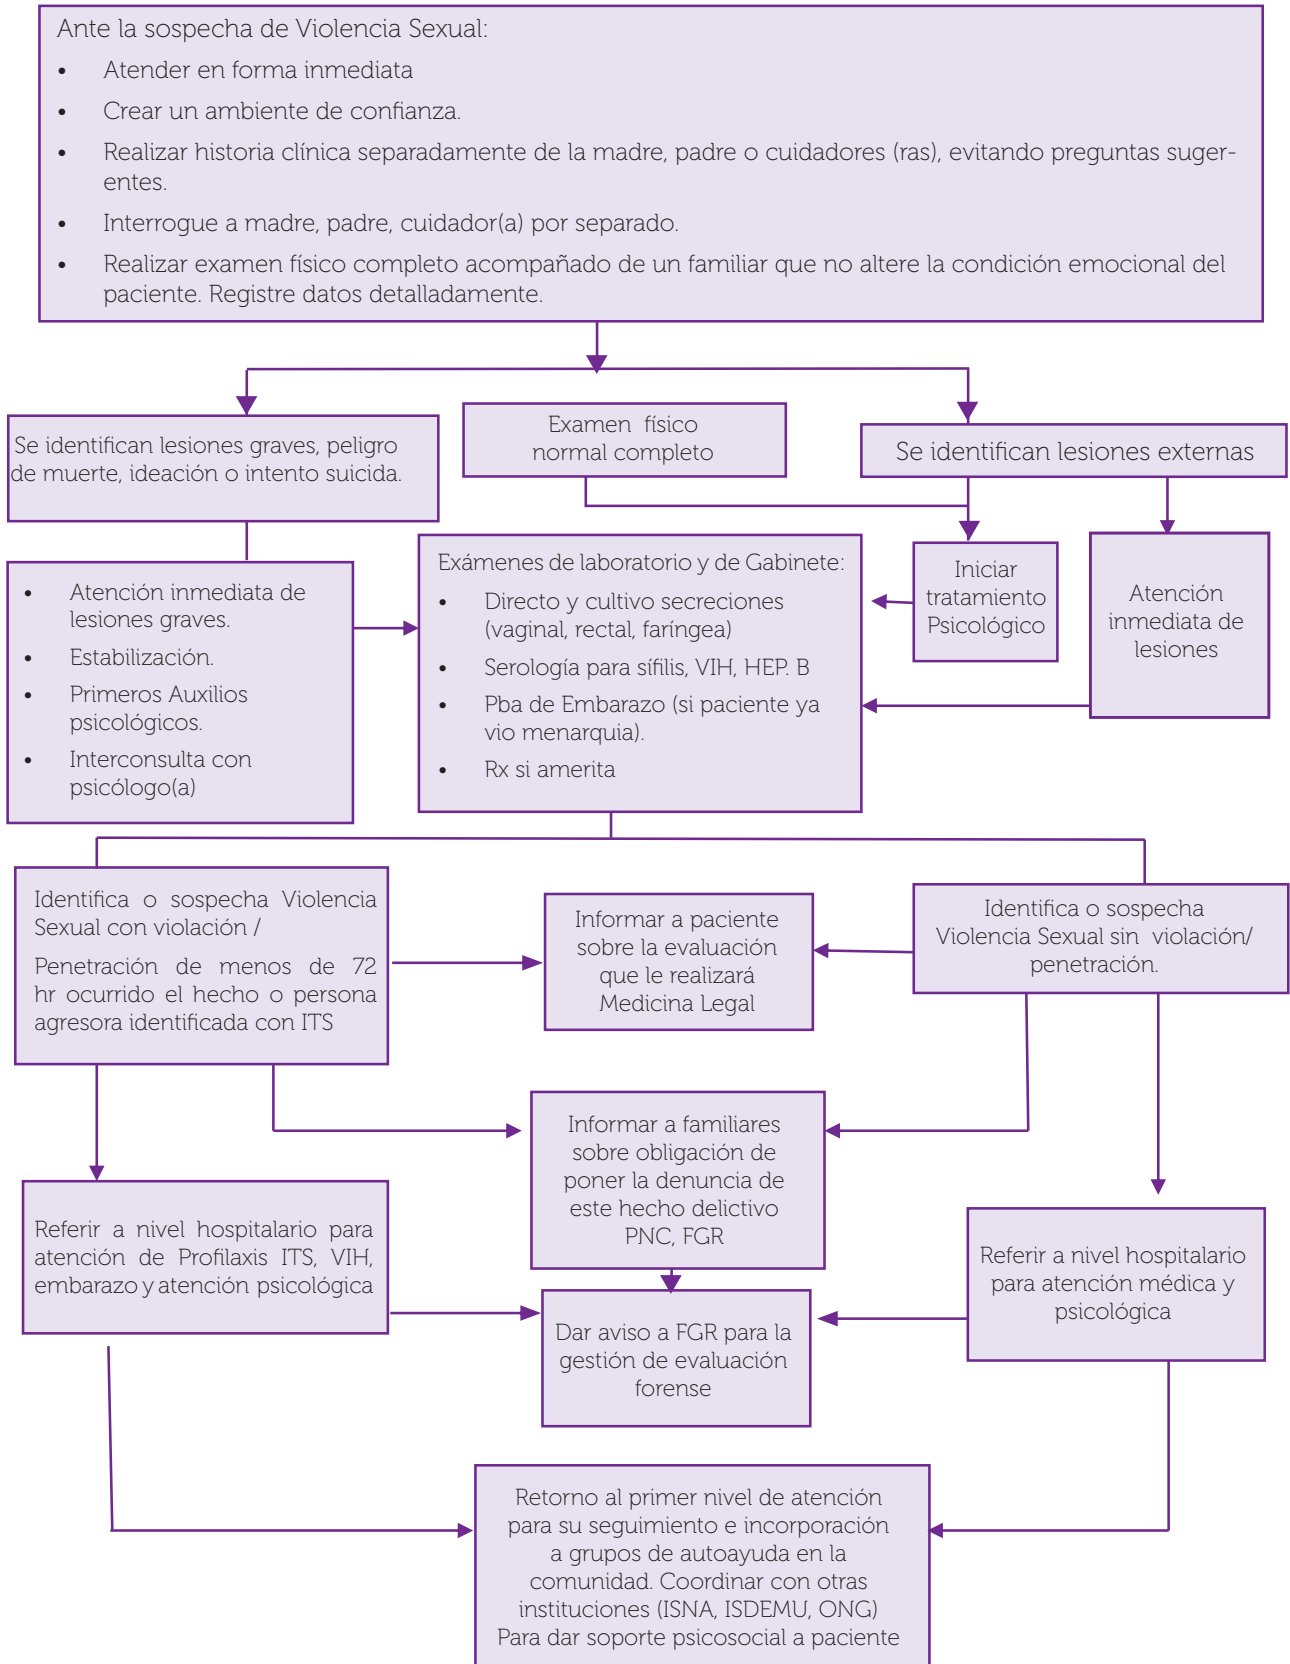 Ante la sospecha de Violencia Sexual:
• Atender en forma inmediata
• Crear un ambiente de confianza.
• Realizar historia clínica separadamente de la madre, padre o cuidadores (ras), evitando preguntas suger-
entes.
• Interrogue a madre, padre, cuidador(a) por separado.
• Realizar examen físico completo acompañado de un familiar que no altere la condición emocional del
paciente. Registre datos detalladamente.
Se identifican lesiones graves, peligro
de muerte, ideación o intento suicida.
Examen físico
normal completo
Se identifican lesiones externas
• Atención inmediata de
lesiones graves.
• Estabilización.
• Primeros Auxilios
psicológicos.
• Interconsulta con
psicólogo(a)
Exámenes de laboratorio y de Gabinete:
• Directo y cultivo secreciones
(vaginal, rectal, faríngea)
• Serología para sífilis, VIH, HEP. B
• Pba de Embarazo (si paciente ya
vio menarquia).
• Rx si amerita
Iniciar
tratamiento
Psicológico
Atención
inmediata de
lesiones
Identifica o sospecha Violencia
Sexual con violación /
Penetración de menos de 72
hr ocurrido el hecho o persona
agresora identificada con ITS
Informar a paciente
sobre la evaluación
que le realizará
Medicina Legal
Identifica o sospecha
Violencia Sexual sin violación/
penetración.
Informar a familiares
sobre obligación de
poner la denuncia de
este hecho delictivo
PNC, FGR
Referir a nivel hospitalario para
atención de Profilaxis ITS, VIH,
embarazo y atención psicológica
Referir a nivel hospitalario
para atención médica y
psicológica
Dar aviso a FGR para la
gestión de evaluación
forense
Retorno al primer nivel de atención
para su seguimiento e incorporación
a grupos de autoayuda en la
comunidad. Coordinar con otras
instituciones (ISNA, ISDEMU, ONG)
Para dar soporte psicosocial a paciente